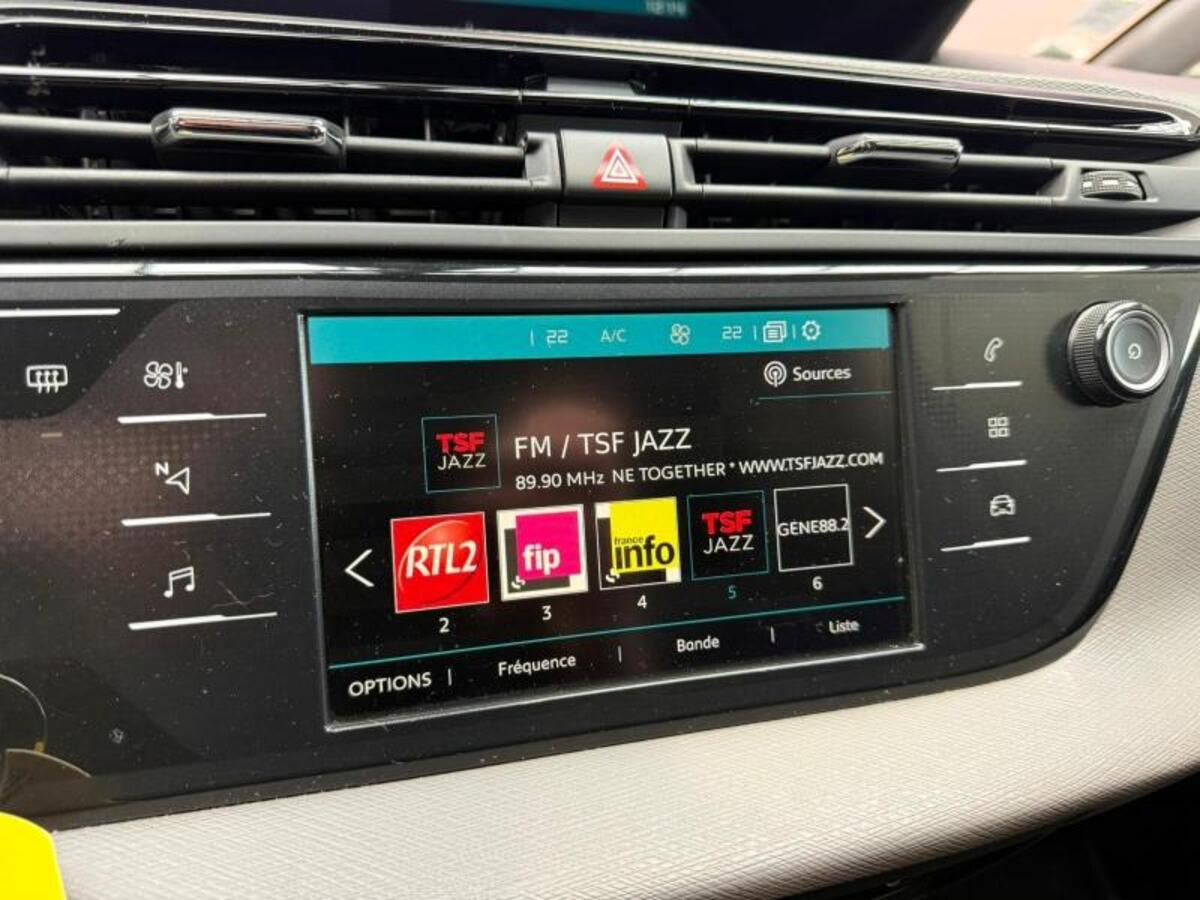 22 A/C 22
Sources
TSF
JAZZ
FM / TSF JAZZ
89.90 MHz NE TOGETHER * WWW.TSFJAZZ.COM
RTL2
fip
france
info
TSF
JAZZ
GENE88.2
2 3 4 5 6
OPTIONS | Fréquence | Bande | Liste
N